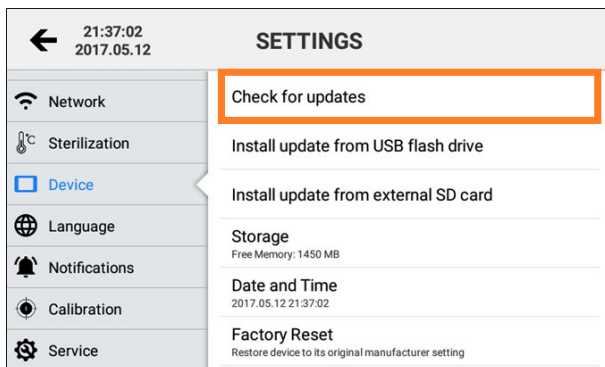 21:37:02
2017.05.12
SETTINGS
Network
°C
Sterilization
Device
Language
Notifications
Calibration
Service
Check for updates
Install update from USB flash drive
Install update from external SD card
Storage
Free Memory: 1450 MB
Date and Time
2017.05.12 21:37:02
Factory Reset
Restore device to its original manufacturer setting